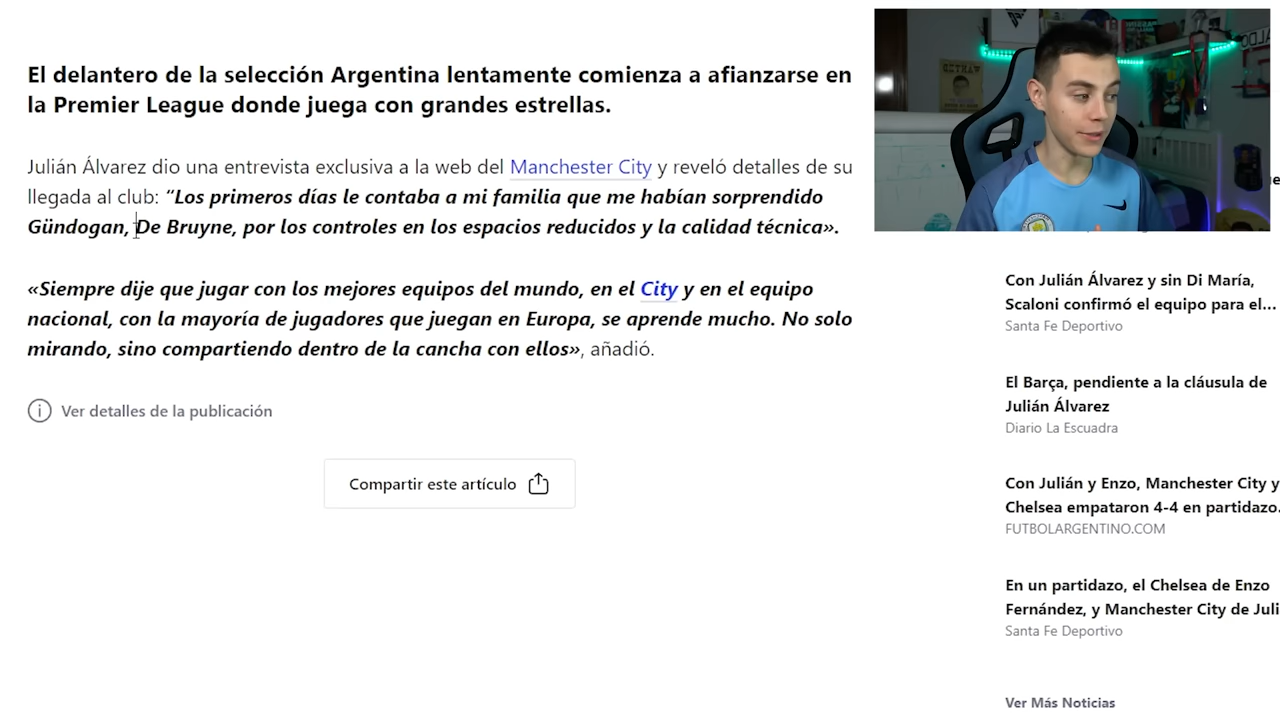 El delantero de la selección Argentina lentamente comienza a afianzarse en
la Premier League donde juega con grandes estrellas.
Julián Álvarez dio una entrevista exclusiva a la web del Manchester City y reveló detalles de su
llegada al club: “Los primeros días le contaba a mi familia que me habían sorprendido
Gündogan, De Bruyne, por los controles en los espacios reducidos y la calidad técnica».
«Siempre dije que jugar con los mejores equipos del mundo, en el City y en el equipo
nacional, con la mayoría de jugadores que juegan en Europa, se aprende mucho. No solo
mirando, sino compartiendo dentro de la cancha con ellos», añadió.
Ver detalles de la publicación
Compartir este artículo
WANTED
Con Julián Álvarez y sin Di María,
Scaloni confirmó el equipo para el...
Santa Fe Deportivo
El Barça, pendiente a la cláusula de
Julián Álvarez
Diario La Escuadra
Con Julián y Enzo, Manchester City y
Chelsea empataron 4-4 en partidazo.
FUTBOLARGENTINO.COM
En un partidazo, el Chelsea de Enzo
Fernández, y Manchester City de Juli
Santa Fe Deportivo
Ver Más Noticias